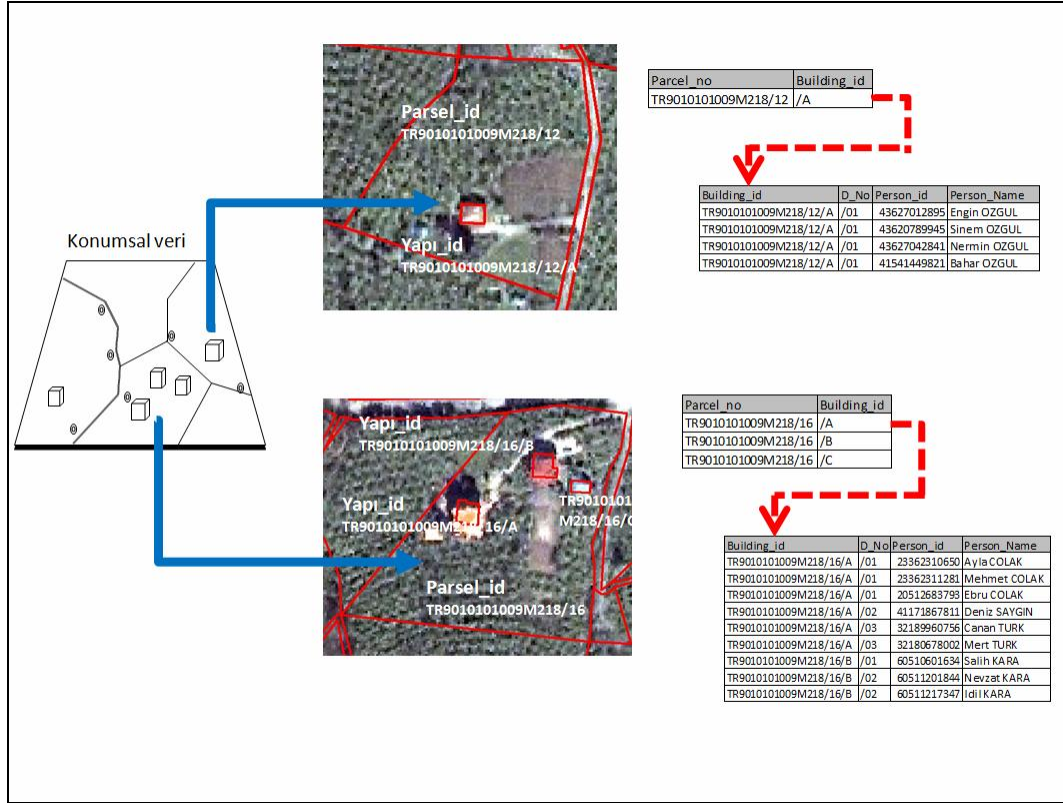 Konumsal veri
Parsel_id
TR9010101009M218/12
Yapı_id
TR9010101009M218/12/A
Parcel_no Building_id
TR9010101009M218/12 /A
Building_id D_No Person_id Person_Name
TR9010101009M218/12/A /01 43627012895 Engin OZGUL
TR9010101009M218/12/A /01 43620789945 Sinem OZGUL
TR9010101009M218/12/A /01 43627042841 Nermin OZGUL
TR9010101009M218/12/A /01 41541449821 Bahar OZGUL
Yapı_id
TR9010101009M218/16/B
Yapı_id
TR9010101009M218/16/A
TR9010101
M218/16/C
Parsel_id
TR9010101009M218/16
Parcel_no Building_id
TR9010101009M218/16 /A
TR9010101009M218/16 /B
TR9010101009M218/16 /C
Building_id D_No Person_id Person_Name
TR9010101009M218/16/A /01 23362310650 Ayla COLAK
TR9010101009M218/16/A /01 23362311281 Mehmet COLAK
TR9010101009M218/16/A /01 20512683793 Ebru COLAK
TR9010101009M218/16/A /02 41171867811 Deniz SAYGIN
TR9010101009M218/16/A /03 32189960756 Canan TURK
TR9010101009M218/16/A /03 32180678002 Mert TURK
TR9010101009M218/16/B /01 60510601634 Salih KARA
TR9010101009M218/16/B /02 60511201844 Nevzat KARA
TR9010101009M218/16/B /02 60511217347 Idil KARA